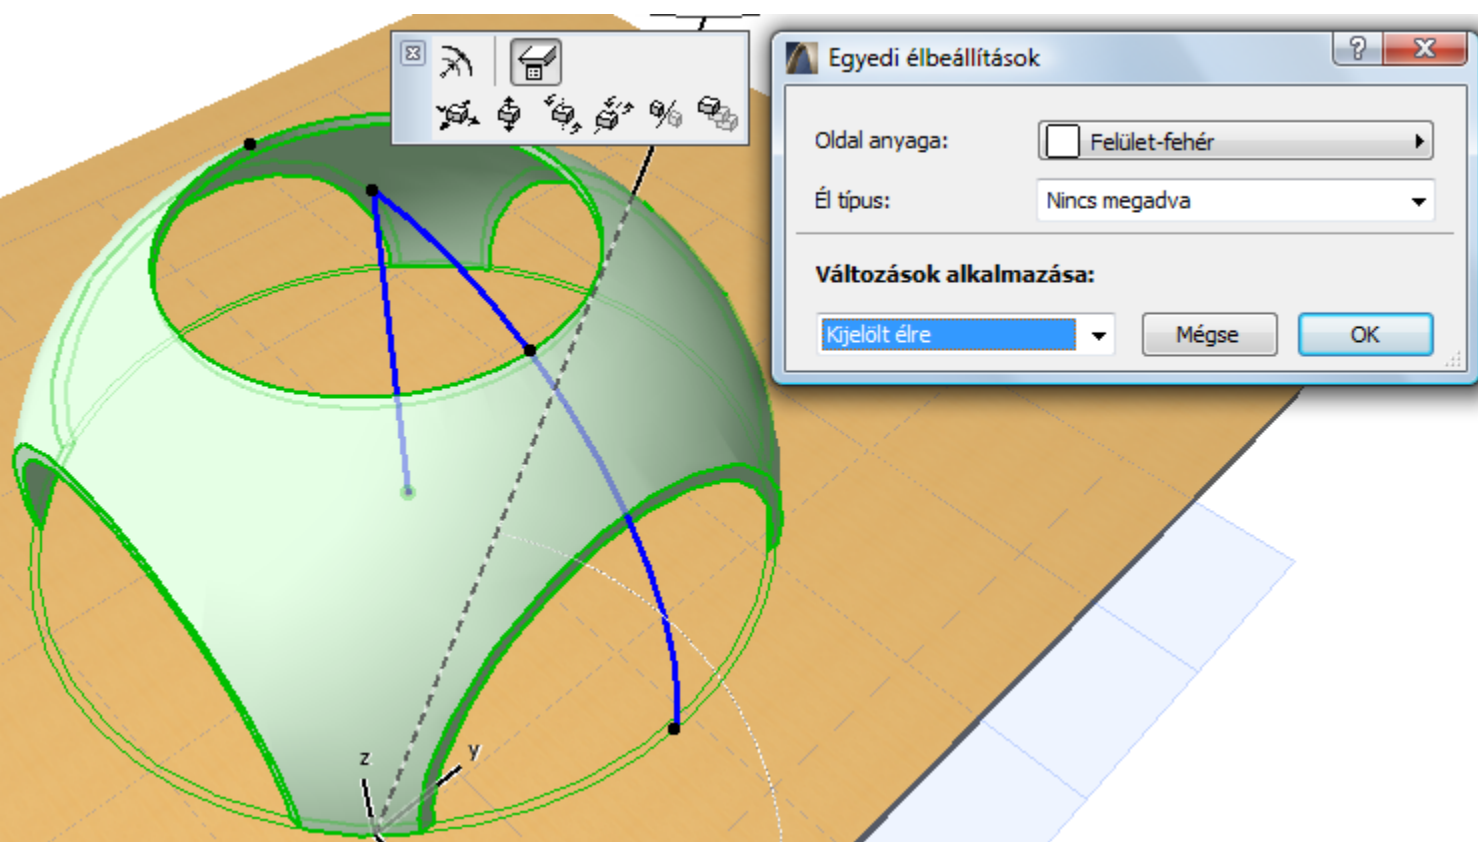 Egyedi élbeállítások
Oldal anyaga:
Felület-fehér
Él típus:
Nincs megadva
Változások alkalmazása:
Kijelölt élre
Mégse
OK
z
y